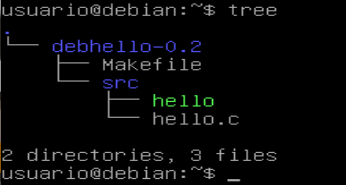 usuario@debian:~$ tree
.
└── debhello-0.2
    ├── Makefile
    └── src
        ├── hello
        └── hello.c

2 directories, 3 files
usuario@debian:~$ _